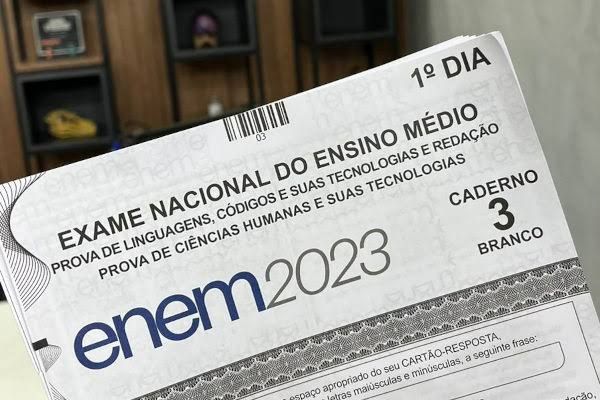 1º DIA
03
EXAME NACIONAL DO ENSINO MÉDIO
PROVA DE LINGUAGENS, CÓDIGOS E SUAS TECNOLOGIAS E REDAÇÃO
PROVA DE CIÊNCIAS HUMANAS E SUAS TECNOLOGIAS
CADERNO
3
BRANCO
enem2023
espaço apropriado do seu CARTÃO-RESPOSTA,
letras maiúsculas e minúsculas, a seguinte frase: